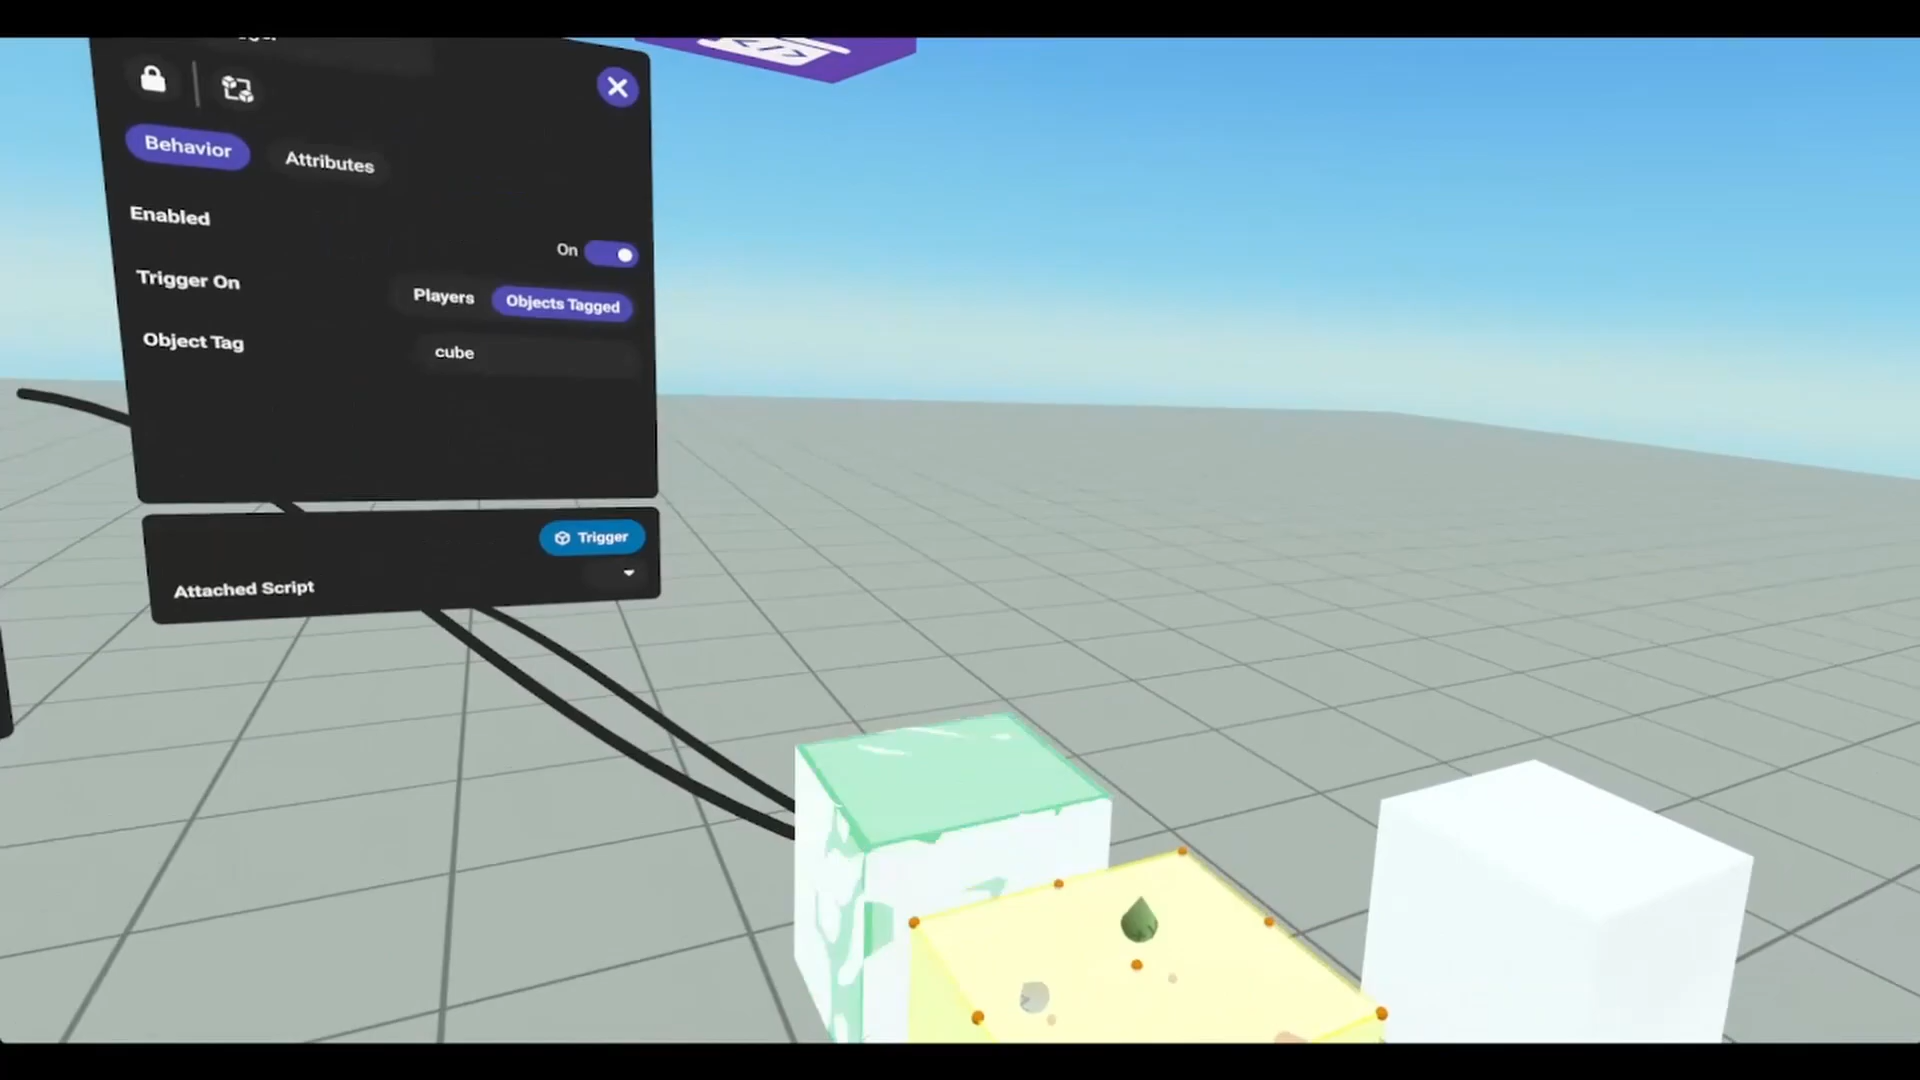 Behavior
Attributes
Enabled
On
Trigger On
Players
Objects Tagged
Object Tag
cube
Trigger
Attached Script